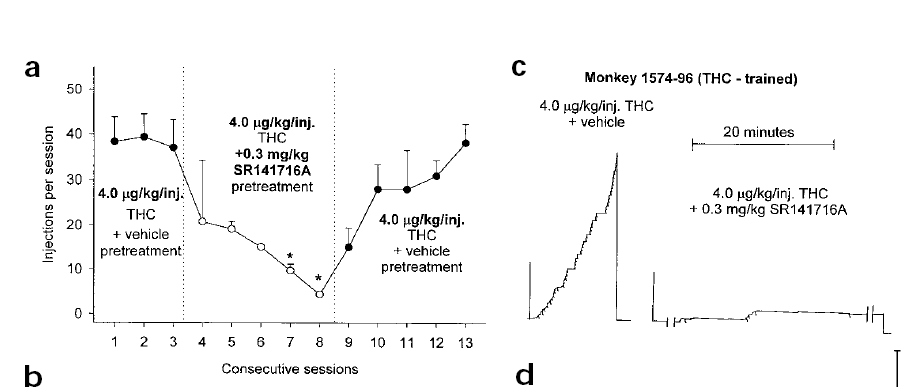 a
50
40
30
20
10
0
Injections per session
4.0 µg/kg/inj.
THC
+ vehicle
pretreatment
4.0 µg/kg/inj.
THC
+0.3 mg/kg
SR141716A
pretreatment
*
*
4.0 µg/kg/inj.
THC
+ vehicle
pretreatment
1 2 3 4 5 6 7 8 9 10 11 12 13
Consecutive sessions
b
c
Monkey 1574-96 (THC - trained)
4.0 µg/kg/inj. THC
+ vehicle
20 minutes
4.0 µg/kg/inj. THC
+ 0.3 mg/kg SR141716A
d